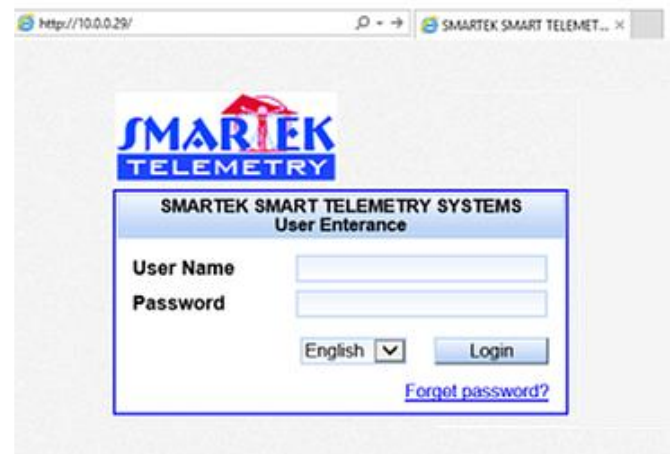 http://10.0.0.29/
SMARTEK SMART TELEMET...
SMARTEK
TELEMETRY
SMARTEK SMART TELEMETRY SYSTEMS
User Enterance
User Name
Password
English
Login
Forget password?